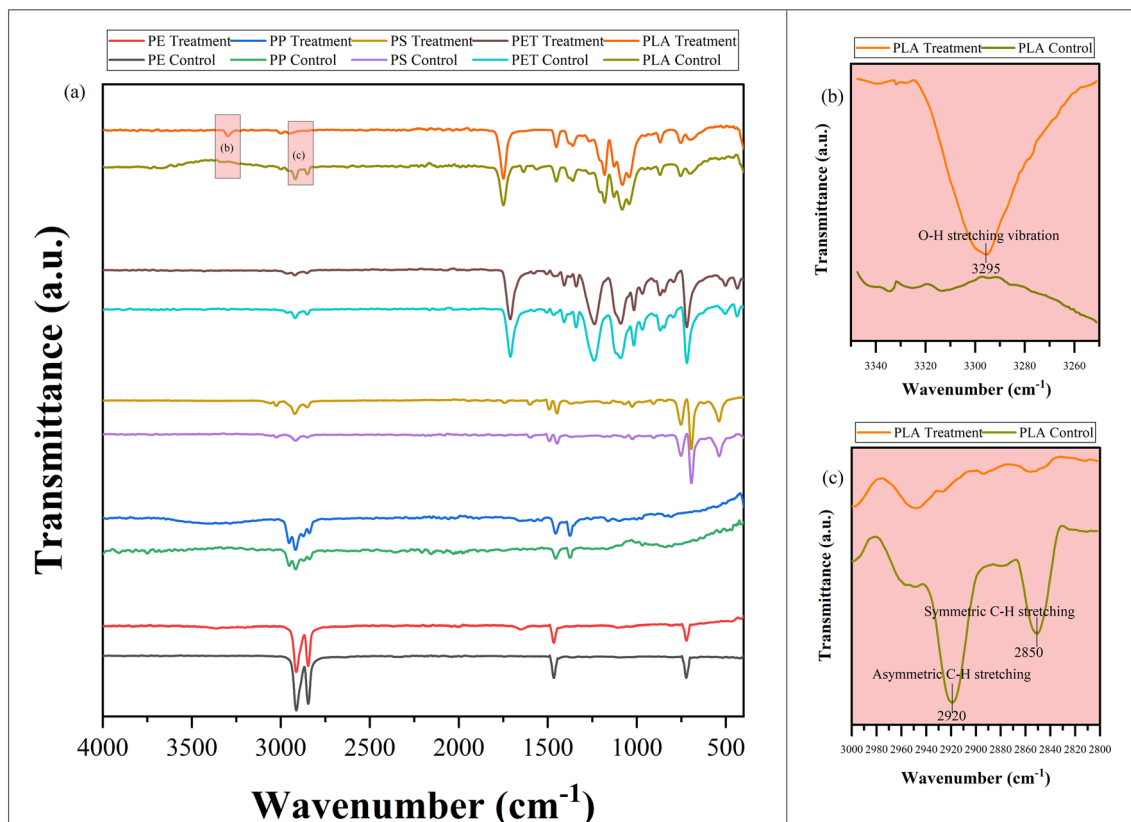 PE Treatment PP Treatment PS Treatment PET Treatment PLA Treatment
PE Control PP Control PS Control PET Control PLA Control
(a)
(b)
(c)
Transmittance (a.u.)
4000 3500 3000 2500 2000 1500 1000 500
Wavenumber (cm⁻¹)
PLA Treatment PLA Control
(b)
Transmittance (a.u.)
O-H stretching vibration
3295
3340 3320 3300 3280 3260
Wavenumber (cm⁻¹)
PLA Treatment PLA Control
(c)
Transmittance (a.u.)
Symmetric C-H stretching
2850
Asymmetric C-H stretching
2920
3000 2980 2960 2940 2920 2900 2880 2860 2840 2820 2800
Wavenumber (cm⁻¹)